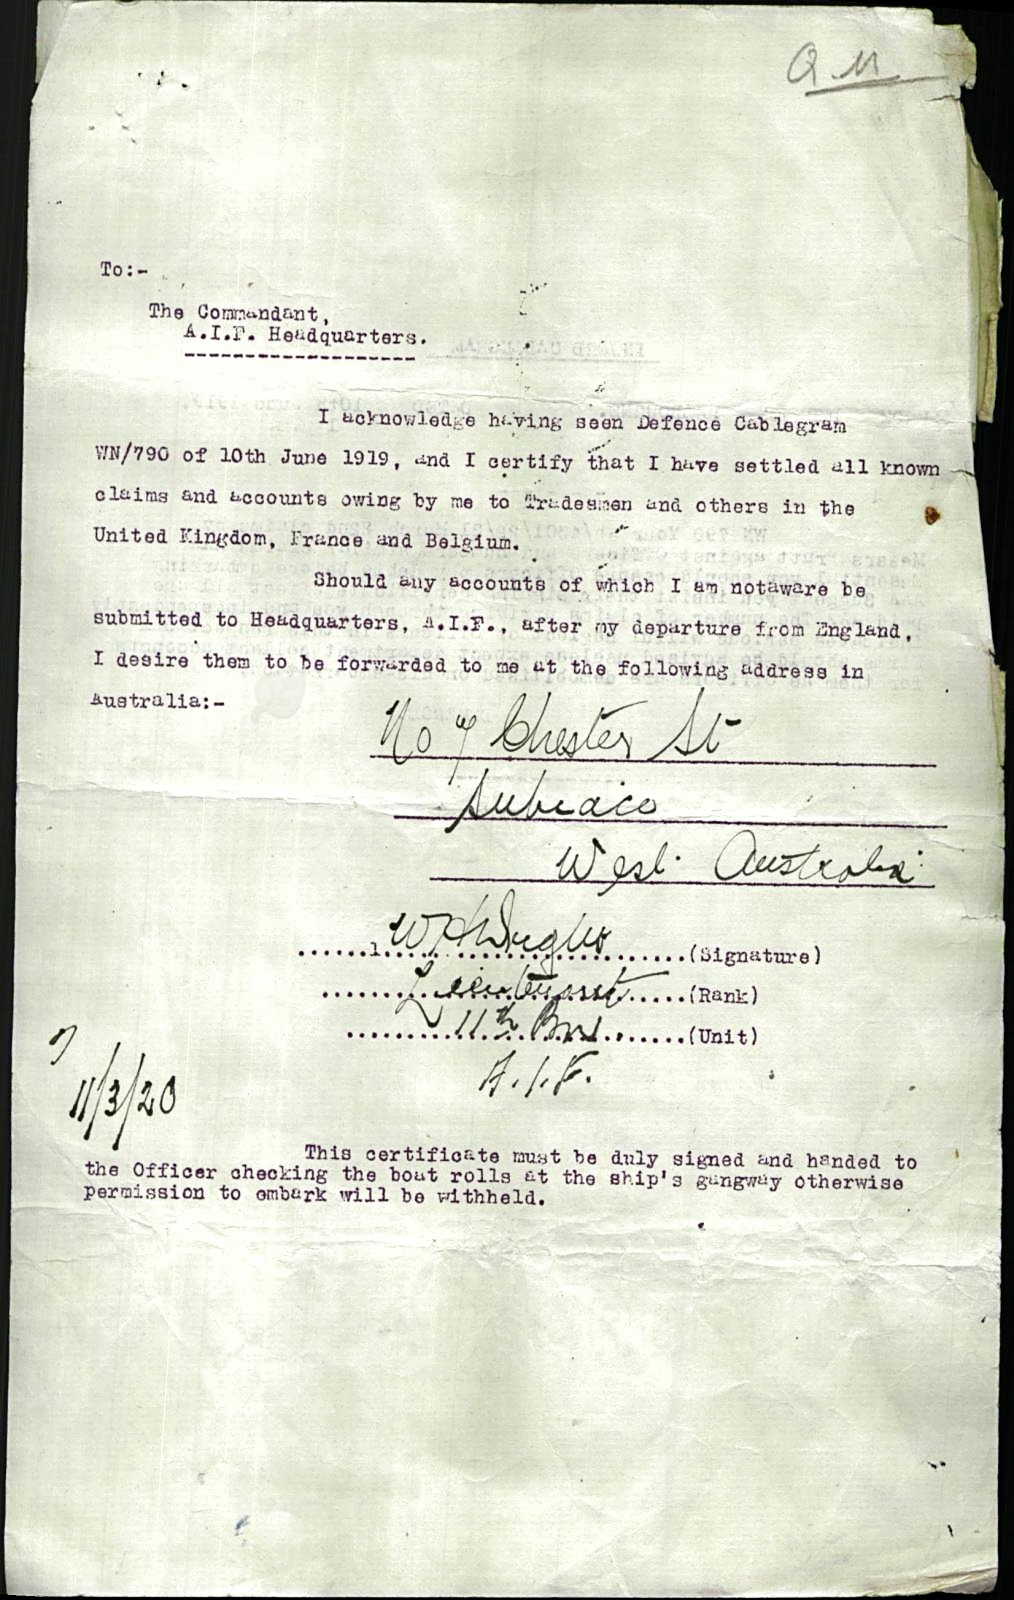 Q.M
To:-
The Commandant,
A.I.F. Headquarters.
I acknowledge having seen Defence Cablegram
WN/790 of 10th June 1919, and I certify that I have settled all known
claims and accounts owing by me to Tradesmen and others in the
United Kingdom, France and Belgium.
Should any accounts of which I am notaware be
submitted to Headquarters, A.I.F., after my departure from England,
I desire them to be forwarded to me at the following address in
Australia:-
No 7 Chester St
Subiaco
West Australia
(Signature)
Lieutenant (Rank)
11th Bn (Unit)
A.I.F.
11/3/20
This certificate must be duly signed and handed to
the Officer checking the boat rolls at the ship's gangway otherwise
permission to embark will be withheld.